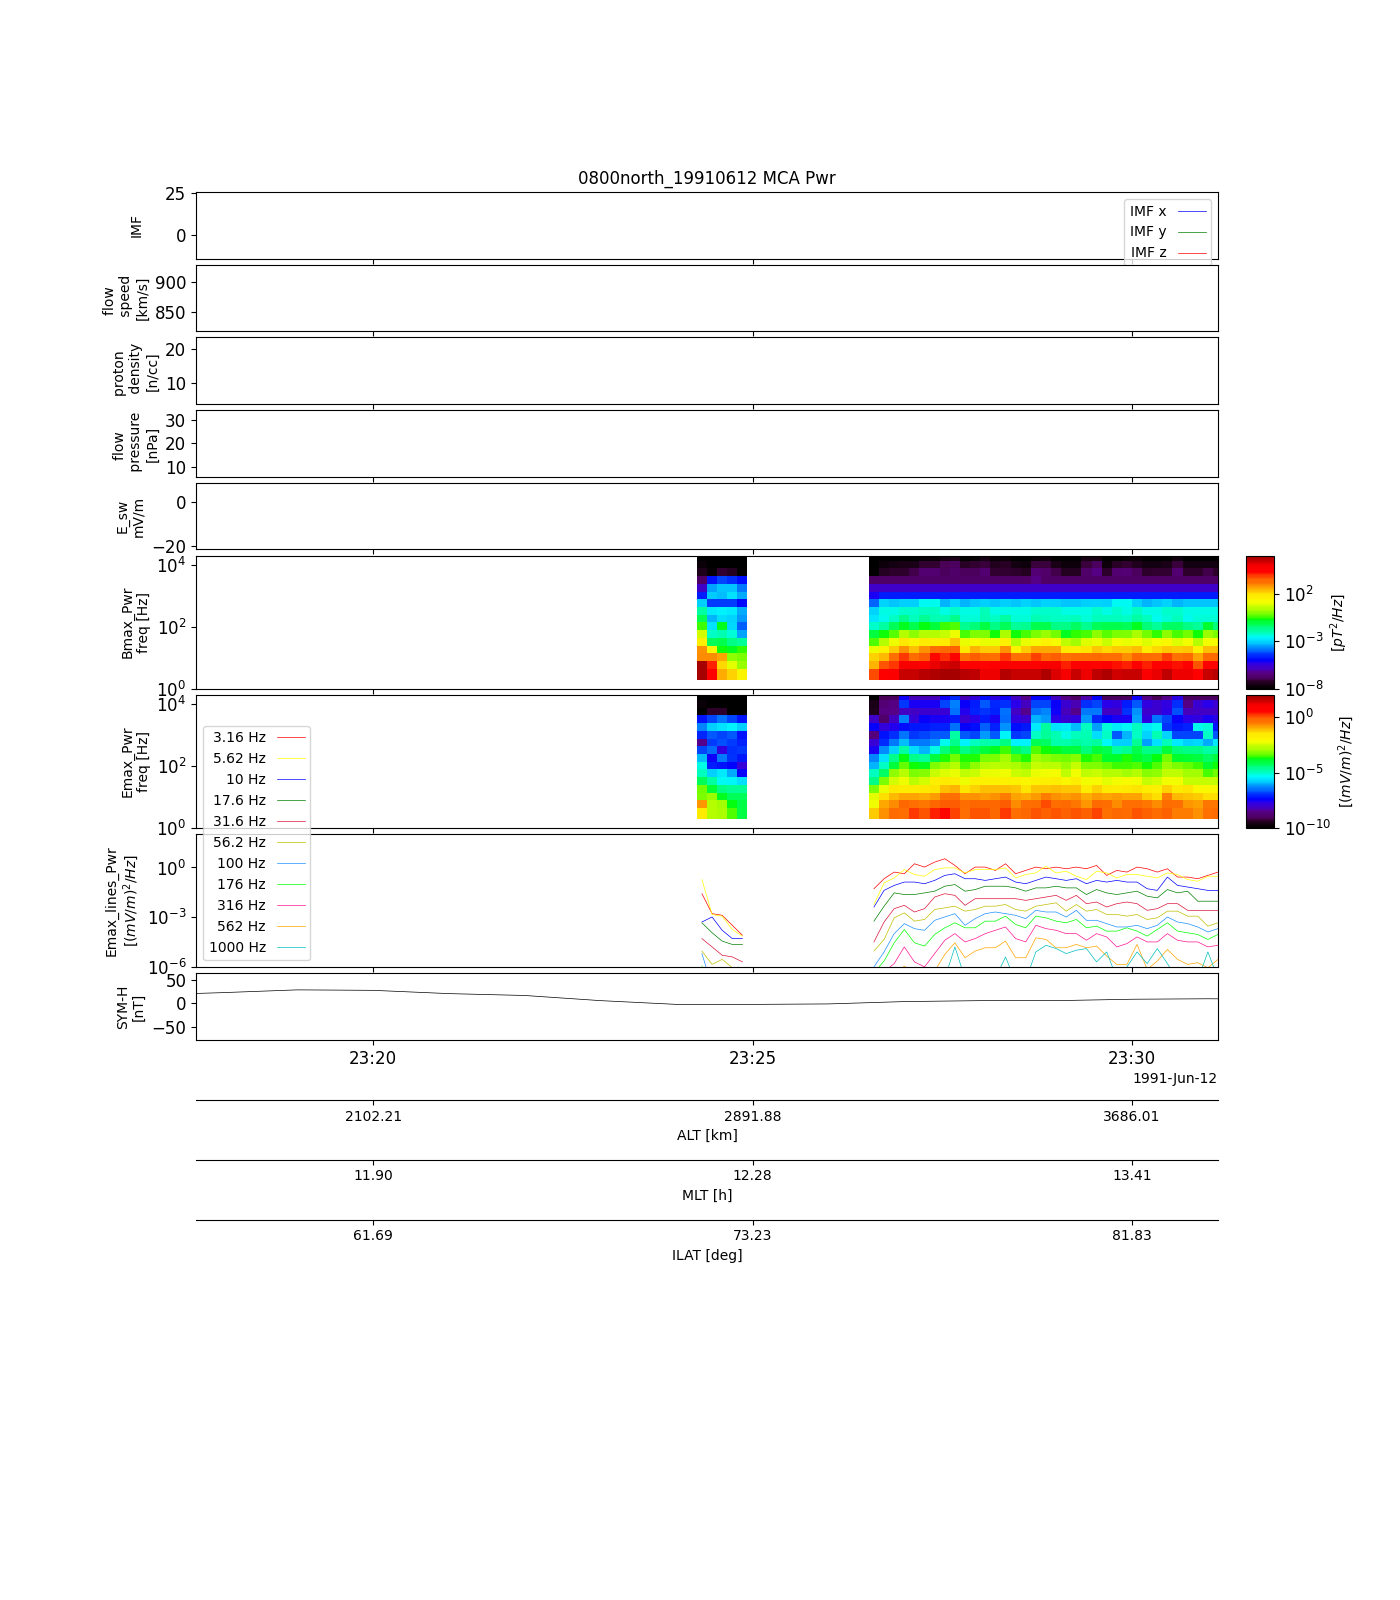 0800north_19910612 MCA Pwr
25
0
IMF
IMF x
IMF y
IMF z
900
850
flow
speed
[km/s]
20
10
proton
density
[n/cc]
30
20
10
flow
pressure
[nPa]
0
−20
E_sw
mV/m
10^4
10^2
10^0
Bmax_Pwr
freq [Hz]
10^2
10^−3
10^−8
[pT^2/Hz]
10^4
10^2
10^0
Emax_Pwr
freq [Hz]
10^0
10^−5
10^−10
[(mV/m)^2/Hz]
3.16 Hz
5.62 Hz
10 Hz
17.6 Hz
31.6 Hz
56.2 Hz
100 Hz
176 Hz
316 Hz
562 Hz
1000 Hz
10^0
10^−3
10^−6
Emax_lines_Pwr
[(mV/m)^2/Hz]
50
0
−50
SYM-H
[nT]
23:20 23:25 23:30
1991-Jun-12
2102.21 2891.88 3686.01
ALT [km]
11.90 12.28 13.41
MLT [h]
61.69 73.23 81.83
ILAT [deg]